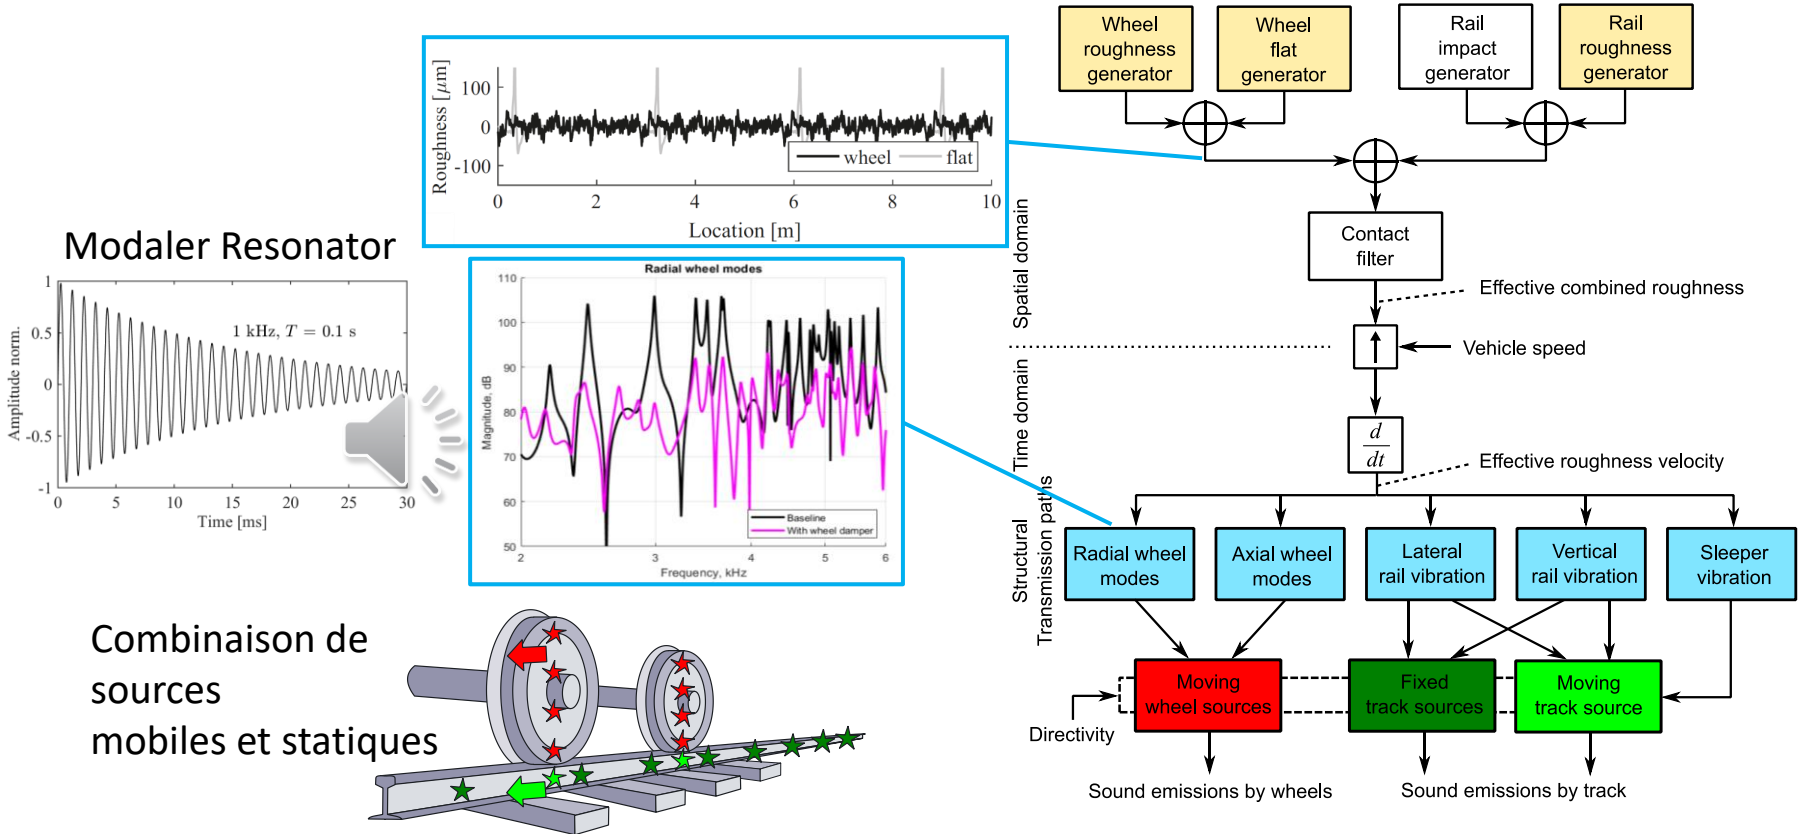 Roughness [μm]
100
0
-100
wheel
flat
0
2
4
6
8
10
Location [m]
Modaler Resonator
Amplitude norm.
1
0.5
0
-0.5
-1
1 kHz, T = 0.1 s
0
5
10
15
20
25
30
Time [ms]
Radial wheel modes
Magnitude, dB
110
100
90
80
70
60
50
Baseline
With wheel damper
2
3
4
5
6
Frequency, kHz
Combinaison de
sources
mobiles et statiques
Wheel
roughness
generator
Wheel
flat
generator
Rail
impact
generator
Rail
roughness
generator
Spatial domain
Contact
filter
Effective combined roughness
Vehicle speed
Time domain
d
dt
Effective roughness velocity
Structural
Transmission paths
Radial wheel
modes
Axial wheel
modes
Lateral
rail vibration
Vertical
rail vibration
Sleeper
vibration
Moving
wheel sources
Fixed
track sources
Moving
track source
Directivity
Sound emissions by wheels
Sound emissions by track